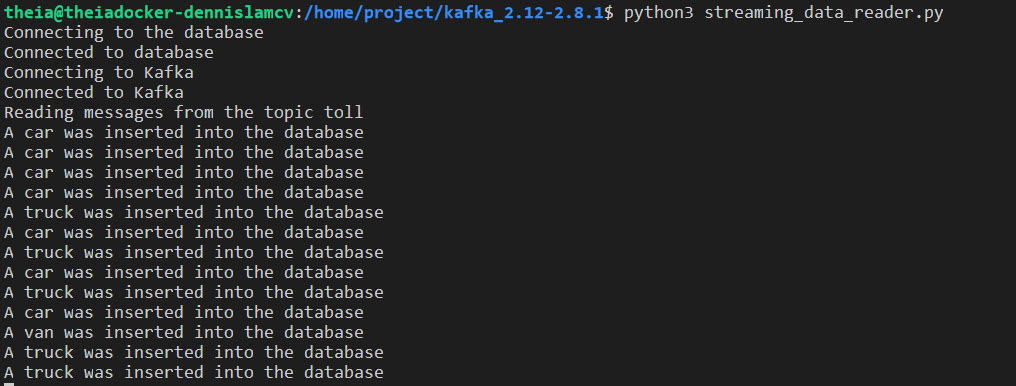 theia@theiadocker-dennislamcv:/home/project/kafka_2.12-2.8.1$ python3 streaming_data_reader.py
Connecting to the database
Connected to database
Connecting to Kafka
Connected to Kafka
Reading messages from the topic toll
A car was inserted into the database
A car was inserted into the database
A car was inserted into the database
A car was inserted into the database
A truck was inserted into the database
A car was inserted into the database
A truck was inserted into the database
A car was inserted into the database
A truck was inserted into the database
A car was inserted into the database
A van was inserted into the database
A truck was inserted into the database
A truck was inserted into the database